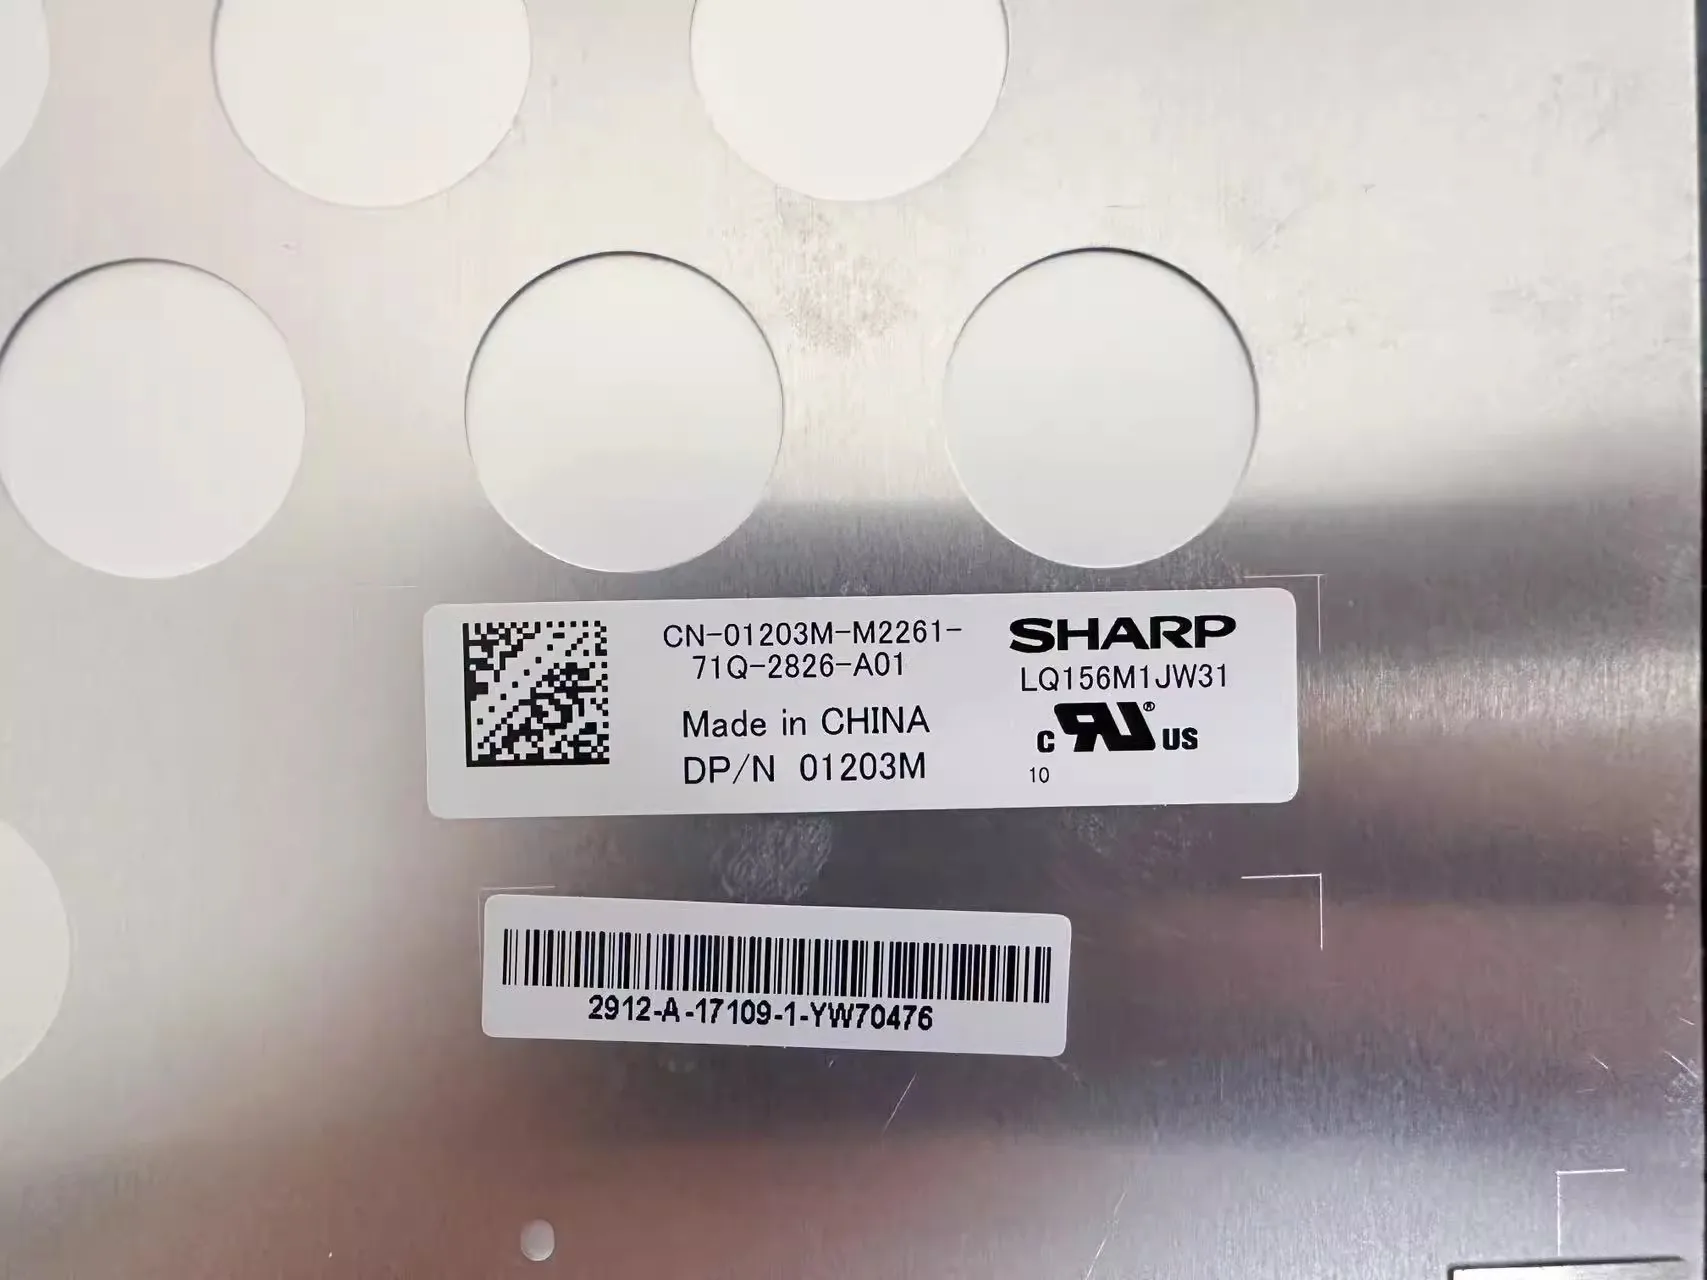 CN-01203M-M2261-
71Q-2826-A01
Made in CHINA
DP/N 01203M
SHARP
LQ156M1JW31
c RU ® US
10
2912-A-17109-1-YW70476